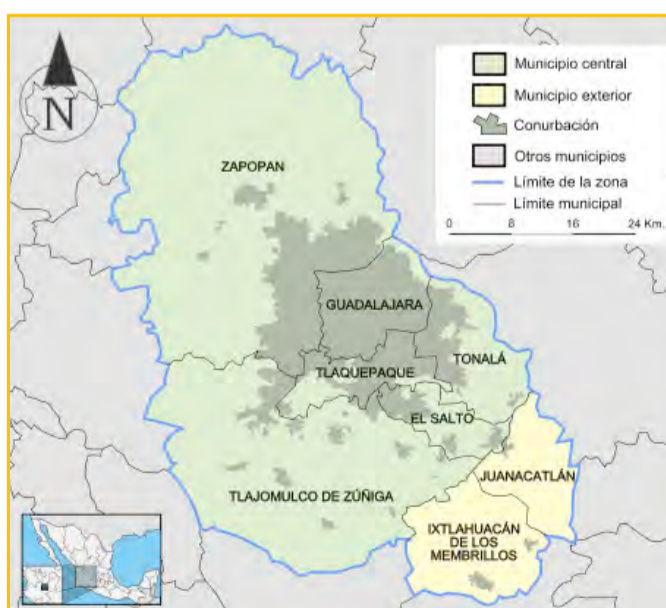 N
Municipio central
Municipio exterior
Conurbación
Otros municipios
Límite de la zona
Límite municipal
0 8 16 24 Km.
ZAPOPAN
GUADALAJARA
TLAQUEPAQUE
TONALÁ
EL SALTO
JUANACATLÁN
TLAJOMULCO DE ZÚÑIGA
IXTLAHUACÁN
DE LOS
MEMBRILLOS